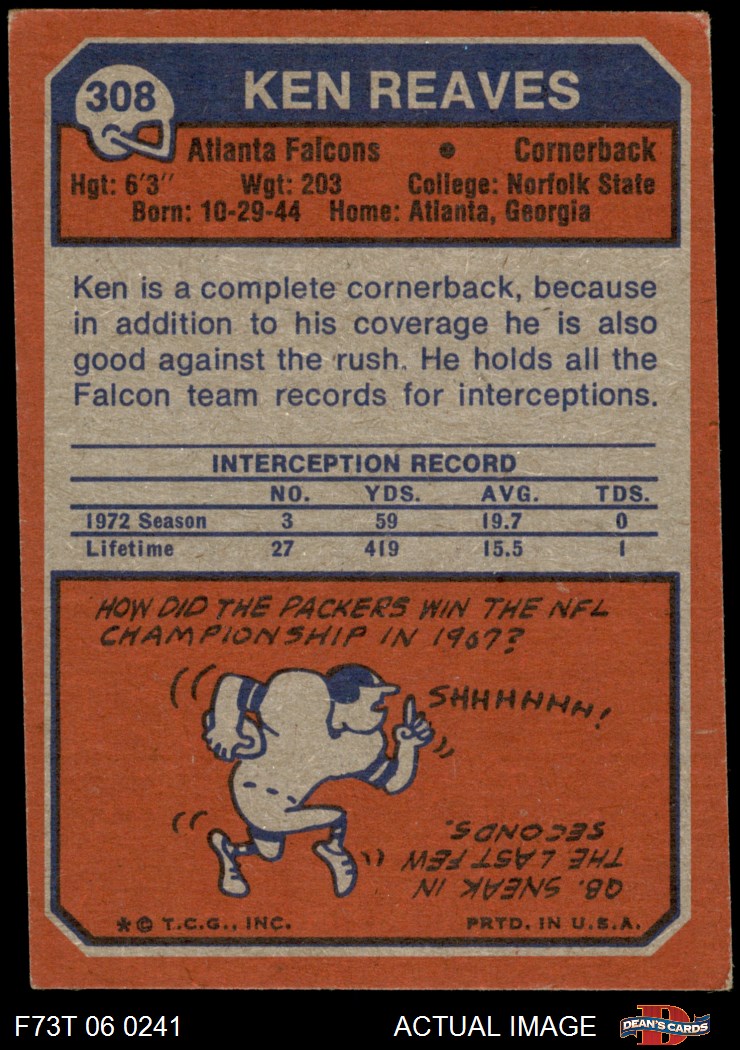 308
KEN REAVES
Atlanta Falcons • Cornerback
Hgt: 6'3" Wgt: 203 College: Norfolk State
Born: 10-29-44 Home: Atlanta, Georgia
Ken is a complete cornerback, because
in addition to his coverage he is also
good against the rush. He holds all the
Falcon team records for interceptions.
INTERCEPTION RECORD
NO. YDS. AVG. TDS.
1972 Season 3 59 19.7 0
Lifetime 27 419 15.5 1
HOW DID THE PACKERS WIN THE NFL
CHAMPIONSHIP IN 1967?
SHHHHHHH!
QB. SNEAK IN
THE LAST FEW
SECONDS.
*© T.C.G., INC. PRTD. IN U.S.A.
F73T 06 0241 ACTUAL IMAGE
D
DEAN'S CARDS